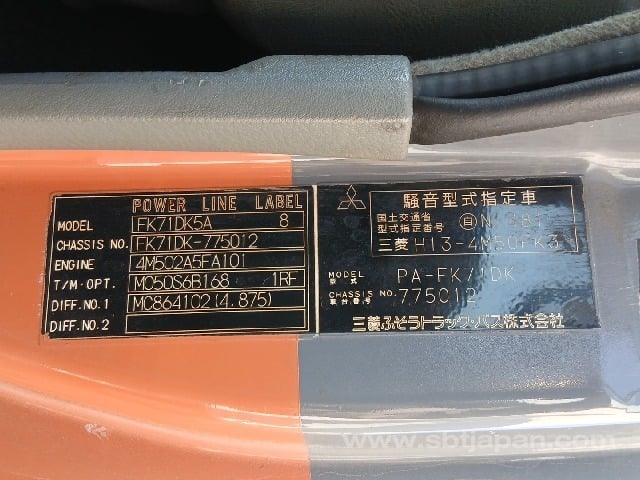 POWER LINE LABEL
MODEL FK71DK5A 8
CHASSIS NO. FK71DK-775012
ENGINE 4M5C2A5FA101
T/M·OPT. MO5OS6B168 1RF
DIFF.NO.1 MC864102(4.875)
DIFF.NO.2
騒音型式指定車
国土交通省
型式指定番号 自
三菱 H13-4M50FK3
MODEL 型式 PA-FK71DK
CHASSIS NO. 車台番号 775012
三菱ふそうトラック・バス株式会社
www.sbtjapan.com